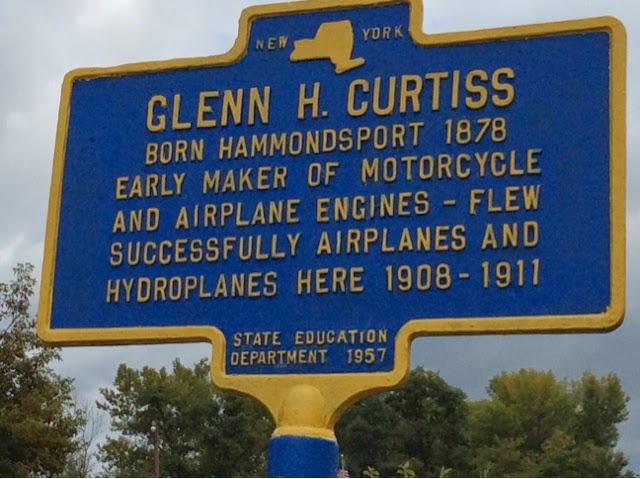 NEW YORK
GLENN H. CURTISS
BORN HAMMONDSPORT 1878
EARLY MAKER OF MOTORCYCLE
AND AIRPLANE ENGINES - FLEW
SUCCESSFULLY AIRPLANES AND
HYDROPLANES HERE 1908-1911
STATE EDUCATION
DEPARTMENT 1957